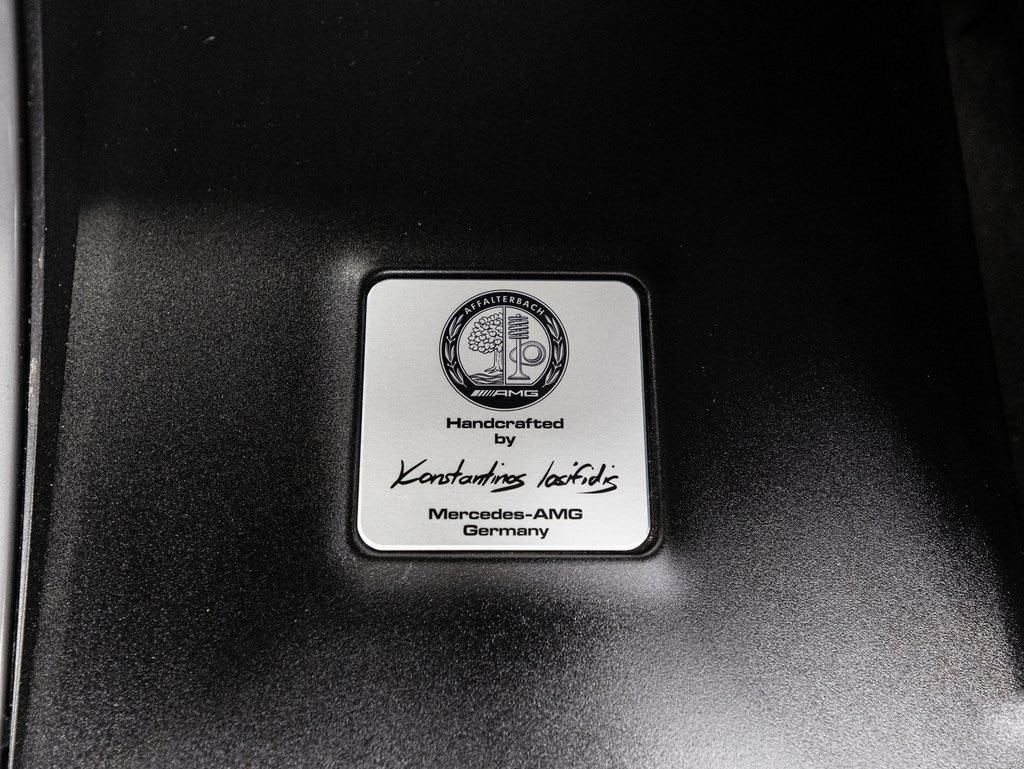 AFFALTERBACH
AMG
Handcrafted
by
Konstantinos Iosifidis
Mercedes-AMG
Germany